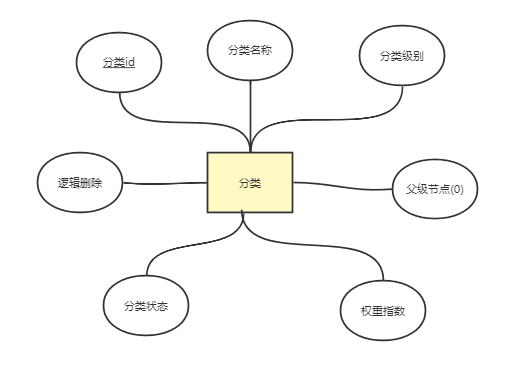 分类名称
分类级别
分类id
逻辑删除
分类
父级节点(0)
分类状态
权重指数